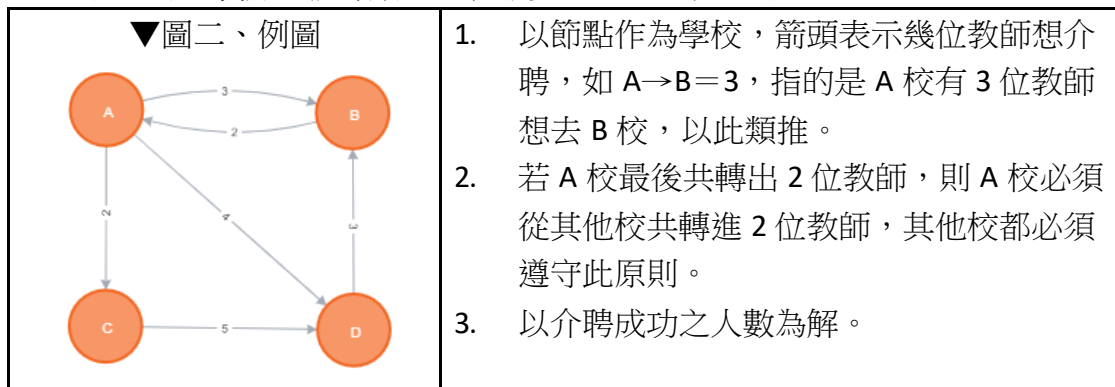 ▼圖二、例圖
A
3
B
2
2
4
3
C
5
D
1. 以節點作為學校，箭頭表示幾位教師想介
聘，如 A→B＝3，指的是 A 校有 3 位教師
想去 B 校，以此類推。
2. 若 A 校最後共轉出 2 位教師，則 A 校必須
從其他校共轉進 2 位教師，其他校都必須
遵守此原則。
3. 以介聘成功之人數為解。